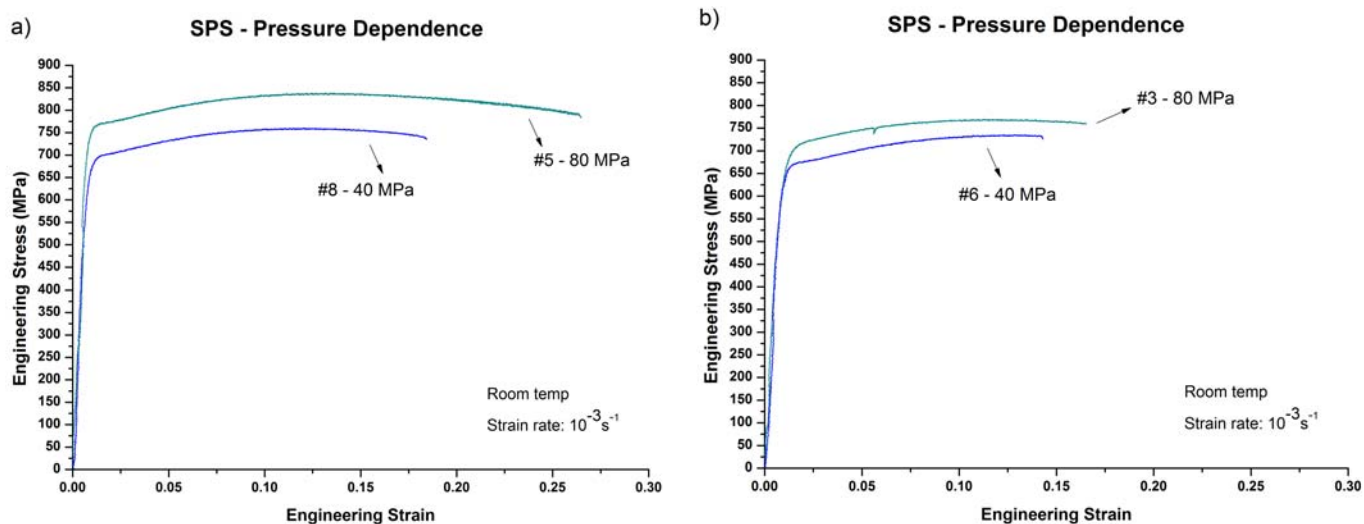 a)
SPS - Pressure Dependence
Engineering Stress (MPa)
900
850
800
750
700
650
600
550
500
450
400
350
300
250
200
150
100
50
0
#5 - 80 MPa
#8 - 40 MPa
Room temp
Strain rate: 10⁻³s⁻¹
0.00 0.05 0.10 0.15 0.20 0.25 0.30
Engineering Strain
b)
SPS - Pressure Dependence
Engineering Stress (MPa)
900
850
800
750
700
650
600
550
500
450
400
350
300
250
200
150
100
50
0
#3 - 80 MPa
#6 - 40 MPa
Room temp
Strain rate: 10⁻³s⁻¹
0.00 0.05 0.10 0.15 0.20 0.25 0.30
Engineering Strain